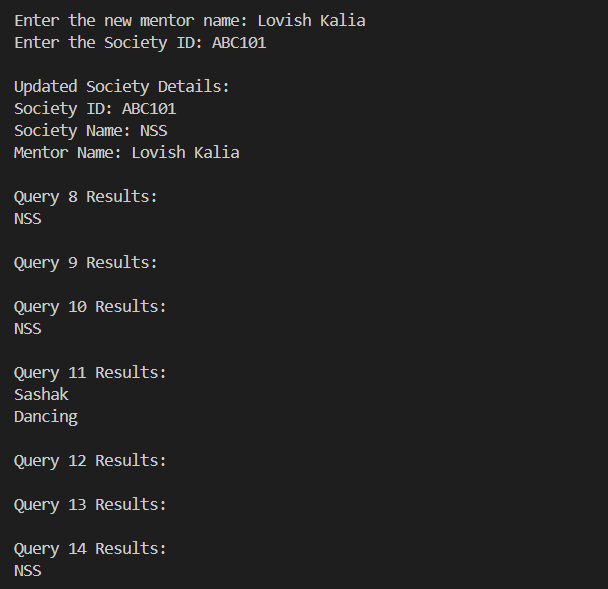 Enter the new mentor name: Lovish Kalia
Enter the Society ID: ABC101
Updated Society Details:
Society ID: ABC101
Society Name: NSS
Mentor Name: Lovish Kalia
Query 8 Results:
NSS
Query 9 Results:
Query 10 Results:
NSS
Query 11 Results:
Sashak
Dancing
Query 12 Results:
Query 13 Results:
Query 14 Results:
NSS